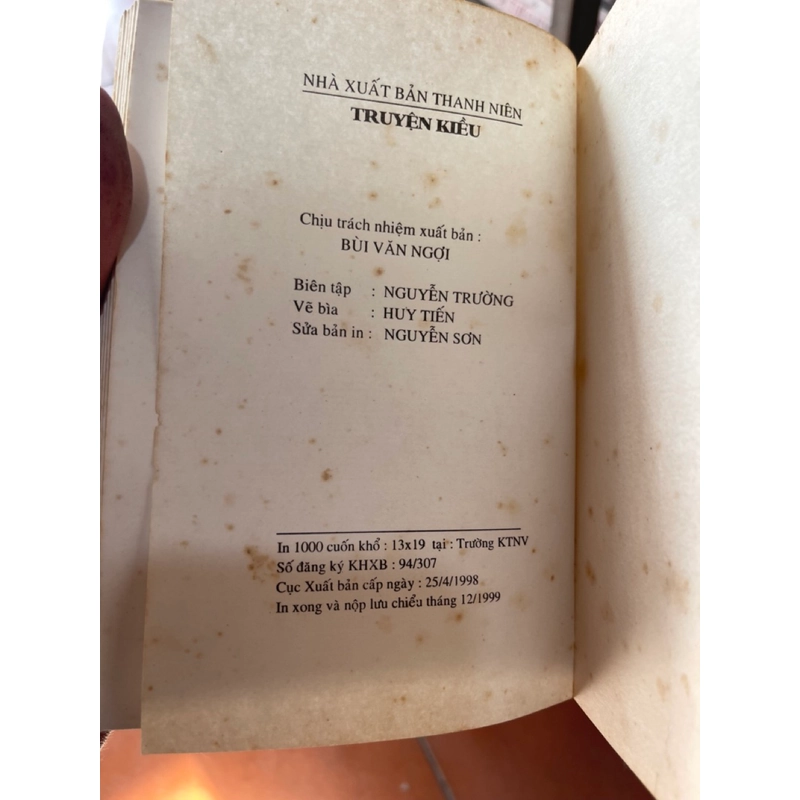 NHÀ XUẤT BẢN THANH NIÊN
TRUYỆN KIỀU
Chịu trách nhiệm xuất bản :
BÙI VĂN NGỢI
Biên tập : NGUYỄN TRƯỜNG
Vẽ bìa : HUY TIẾN
Sửa bản in : NGUYỄN SƠN
In 1000 cuốn khổ : 13x19 tại : Trường KTNV
Số đăng ký KHXB : 94/307
Cục Xuất bản cấp ngày : 25/4/1998
In xong và nộp lưu chiểu tháng 12/1999